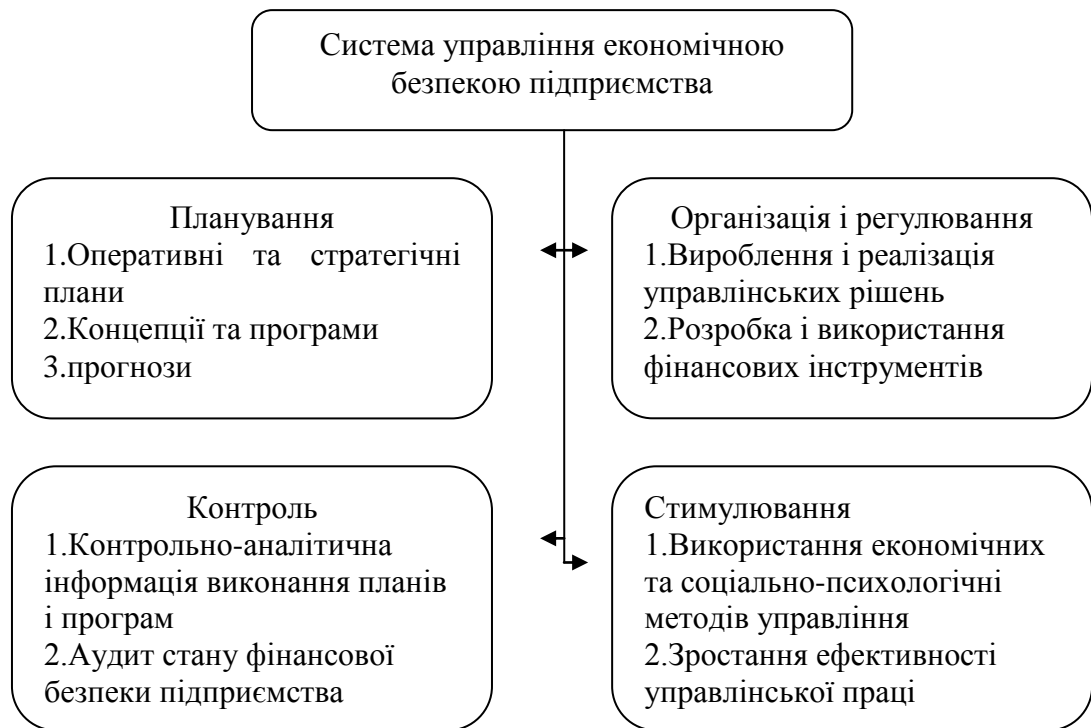 Система управління економічною
безпекою підприємства
Планування
1.Оперативні та стратегічні
плани
2.Концепції та програми
3.прогнози
Організація і регулювання
1.Вироблення і реалізація
управлінських рішень
2.Розробка і використання
фінансових інструментів
Контроль
1.Контрольно-аналітична
інформація виконання планів
і програм
2.Аудит стану фінансової
безпеки підприємства
Стимулювання
1.Використання економічних
та соціально-психологічні
методів управління
2.Зростання ефективності
управлінської праці